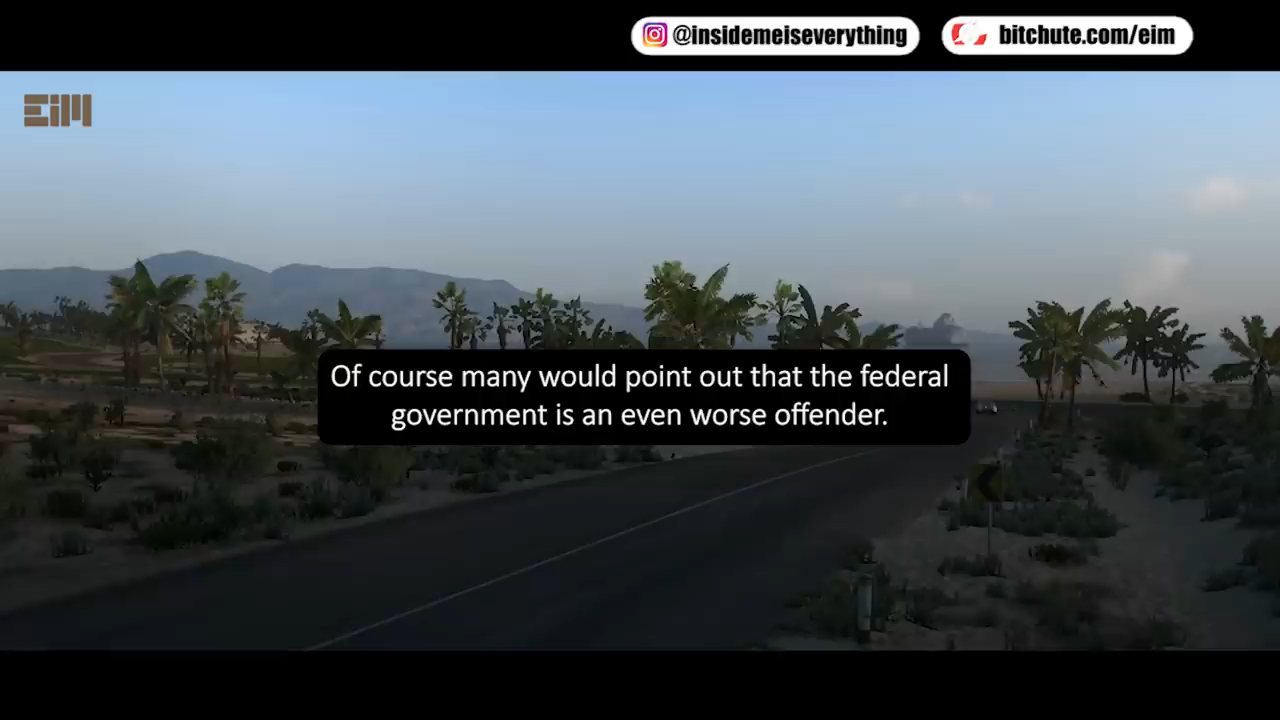 @insidemeiseverything
bitchute.com/eim
EiM
Of course many would point out that the federal
government is an even worse offender.